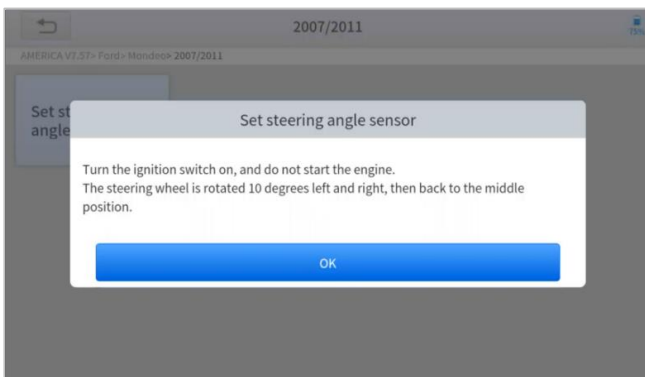 2007/2011
75%
AMERICA V7.57> Ford> Mondeo> 2007/2011
Set st
angle
Set steering angle sensor
Turn the ignition switch on, and do not start the engine.
The steering wheel is rotated 10 degrees left and right, then back to the middle
position.
OK